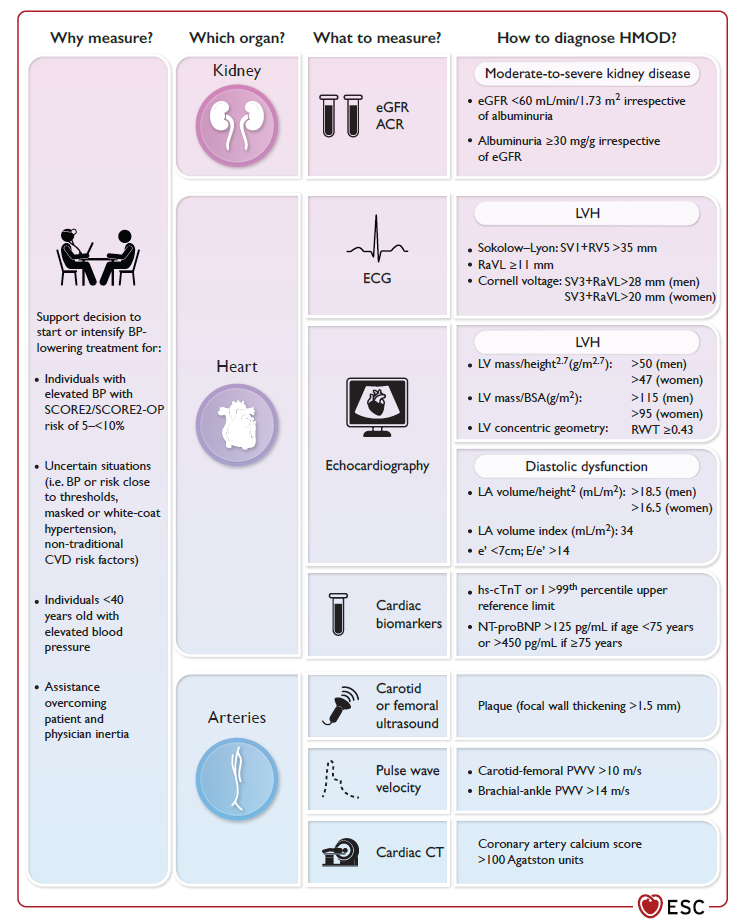 Why measure?
Which organ?
What to measure?
How to diagnose HMOD?
Support decision to
start or intensify BP-
lowering treatment for:
• Individuals with
elevated BP with
SCORE2/SCORE2-OP
risk of 5–<10%
• Uncertain situations
(i.e. BP or risk close
to thresholds,
masked or white-coat
hypertension,
non-traditional
CVD risk factors)
• Individuals <40
years old with
elevated blood
pressure
• Assistance
overcoming
patient and
physician inertia
Kidney
eGFR
ACR
Moderate-to-severe kidney disease
• eGFR <60 mL/min/1.73 m² irrespective
of albuminuria
• Albuminuria ≥30 mg/g irrespective
of eGFR
Heart
ECG
LVH
• Sokolow–Lyon: SV1+RV5 >35 mm
• RaVL ≥11 mm
• Cornell voltage: SV3+RaVL>28 mm (men)
SV3+RaVL>20 mm (women)
Echocardiography
LVH
• LV mass/height²·⁷(g/m²·⁷): >50 (men)
>47 (women)
• LV mass/BSA(g/m²): >115 (men)
>95 (women)
• LV concentric geometry: RWT ≥0.43
Diastolic dysfunction
• LA volume/height² (mL/m²): >18.5 (men)
>16.5 (women)
• LA volume index (mL/m²): 34
• e' <7cm; E/e' >14
Cardiac
biomarkers
• hs-cTnT or I >99th percentile upper
reference limit
• NT-proBNP >125 pg/mL if age <75 years
or >450 pg/mL if ≥75 years
Arteries
Carotid
or femoral
ultrasound
Plaque (focal wall thickening >1.5 mm)
Pulse wave
velocity
• Carotid-femoral PWV >10 m/s
• Brachial-ankle PWV >14 m/s
Cardiac CT
Coronary artery calcium score
>100 Agatston units
ESC